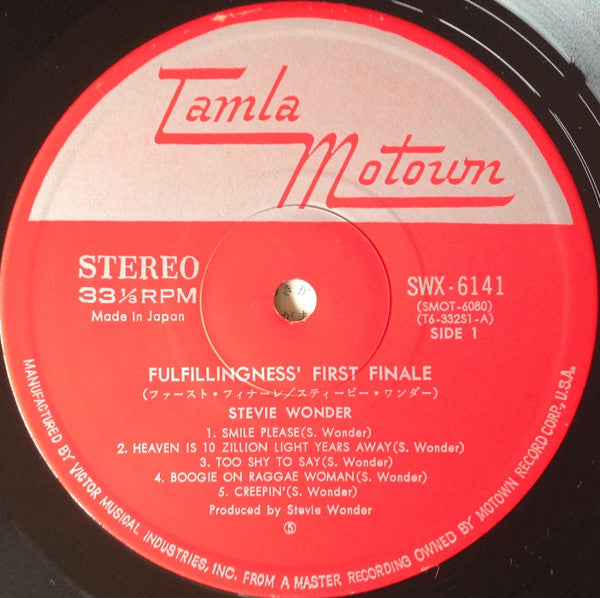 Tamla
Motown
STEREO
33⅓RPM
Made in Japan
SWX-6141
(SMOT-6080)
(T6-332S1-A)
SIDE 1
FULFILLINGNESS' FIRST FINALE
(ファースト・フィナーレ/スティービー・ワンダー)
STEVIE WONDER
1. SMILE PLEASE(S. Wonder)
2. HEAVEN IS 10 ZILLION LIGHT YEARS AWAY(S. Wonder)
3. TOO SHY TO SAY(S. Wonder)
4. BOOGIE ON RAGGAE WOMAN(S. Wonder)
5. CREEPIN'(S. Wonder)
Produced by Stevie Wonder
MANUFACTURED BY VICTOR MUSICAL INDUSTRIES, INC. FROM A MASTER RECORDING OWNED BY MOTOWN RECORD CORP., U.S.A.